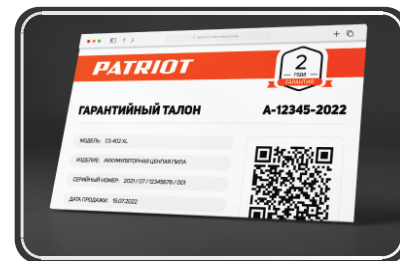 PATRIOT
2
ГОДА
ГАРАНТИЯ
ГАРАНТИЙНЫЙ ТАЛОН
А-12345-2022
МОДЕЛЬ: CS 402 XL
ИЗДЕЛИЕ: АККУМУЛЯТОРНАЯ ЦЕПНАЯ ПИЛА
СЕРИЙНЫЙ НОМЕР: 2021 / 07 / 12345678 / 001
ДАТА ПРОДАЖИ: 15.07.2022